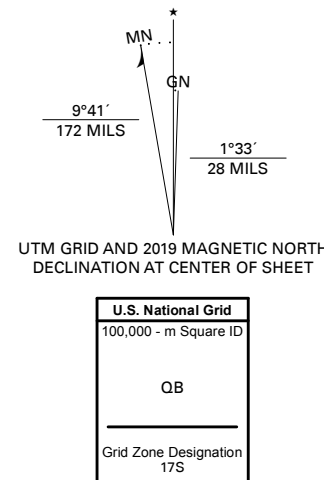 ★
MN
GN
9°41´
172 MILS
1°33´
28 MILS
UTM GRID AND 2019 MAGNETIC NORTH
DECLINATION AT CENTER OF SHEET
U.S. National Grid
100,000 - m Square ID
QB
Grid Zone Designation
17S